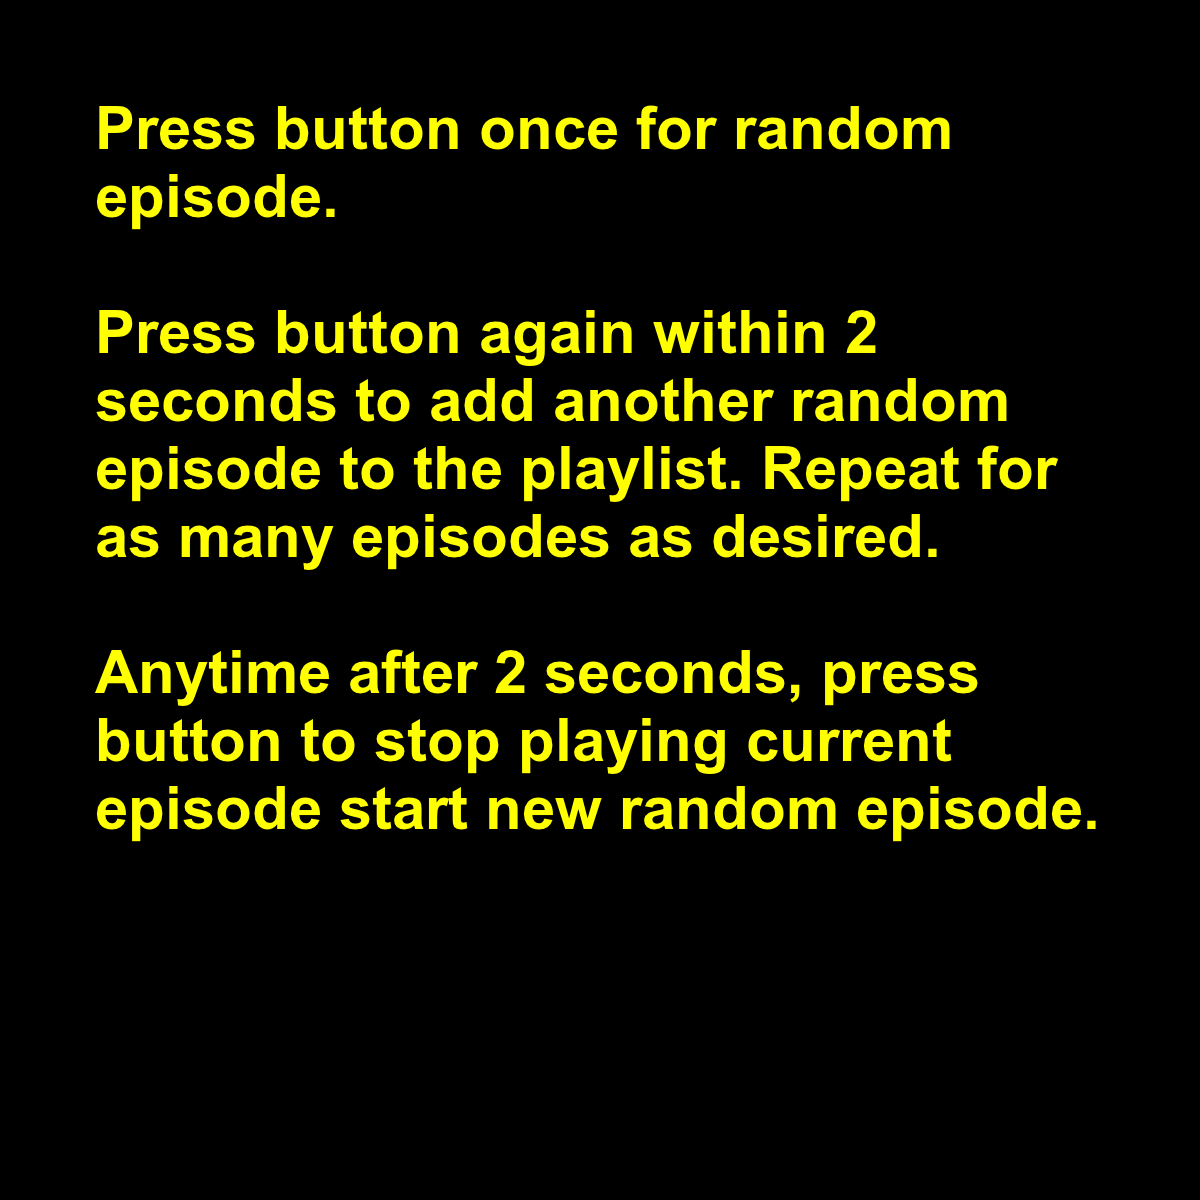 Press button once for random
episode.
Press button again within 2
seconds to add another random
episode to the playlist. Repeat for
as many episodes as desired.
Anytime after 2 seconds, press
button to stop playing current
episode start new random episode.